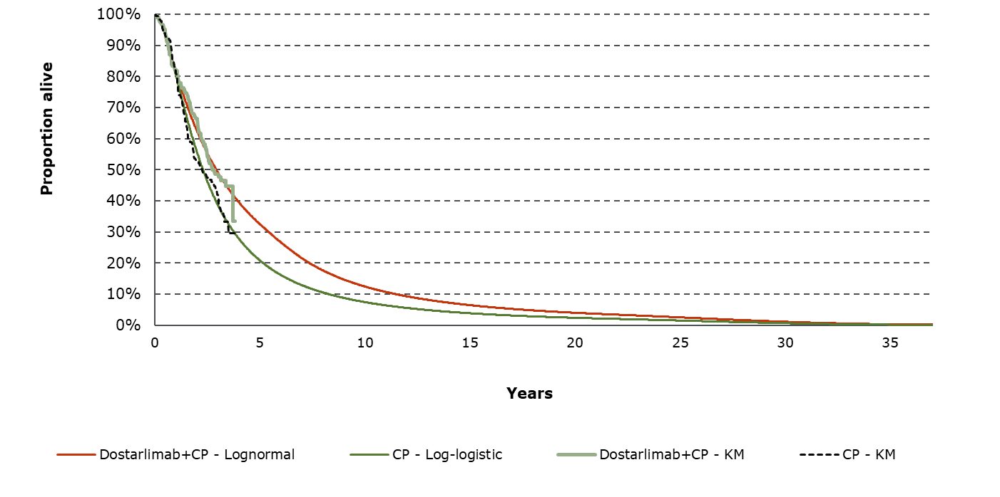 Proportion alive
100%
90%
80%
70%
60%
50%
40%
30%
20%
10%
0%
0 5 10 15 20 25 30 35
Years
Dostarlimab+CP - Lognormal CP - Log-logistic Dostarlimab+CP - KM CP - KM